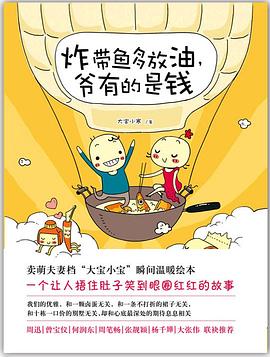 炸带鱼多放油，
爷有的是钱
大宝小寒 / 著
卖萌夫妻档“大宝小宝”瞬间温暖绘本
一个让人捂住肚子笑到眼圈红红的故事
我们的优雅，和一颗卤面无关，和一条不打折的裙子无关，
和十栋一口价的别墅无关，却和心底最深处的期待息息相关
周迅|曾宝仪|何润东|周笔畅|张靓颖|杨千嬅|大张伟 联袂推荐